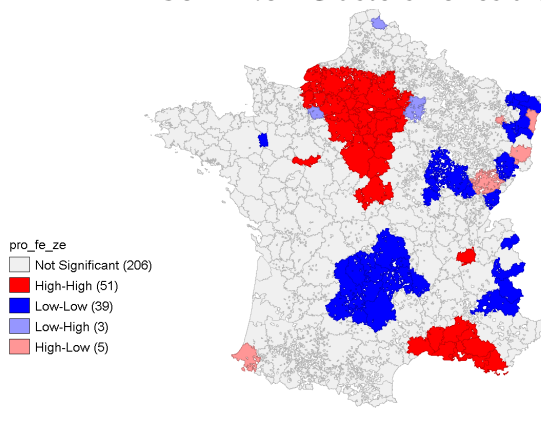 pro_fe_ze
Not Significant (206)
High-High (51)
Low-Low (39)
Low-High (3)
High-Low (5)